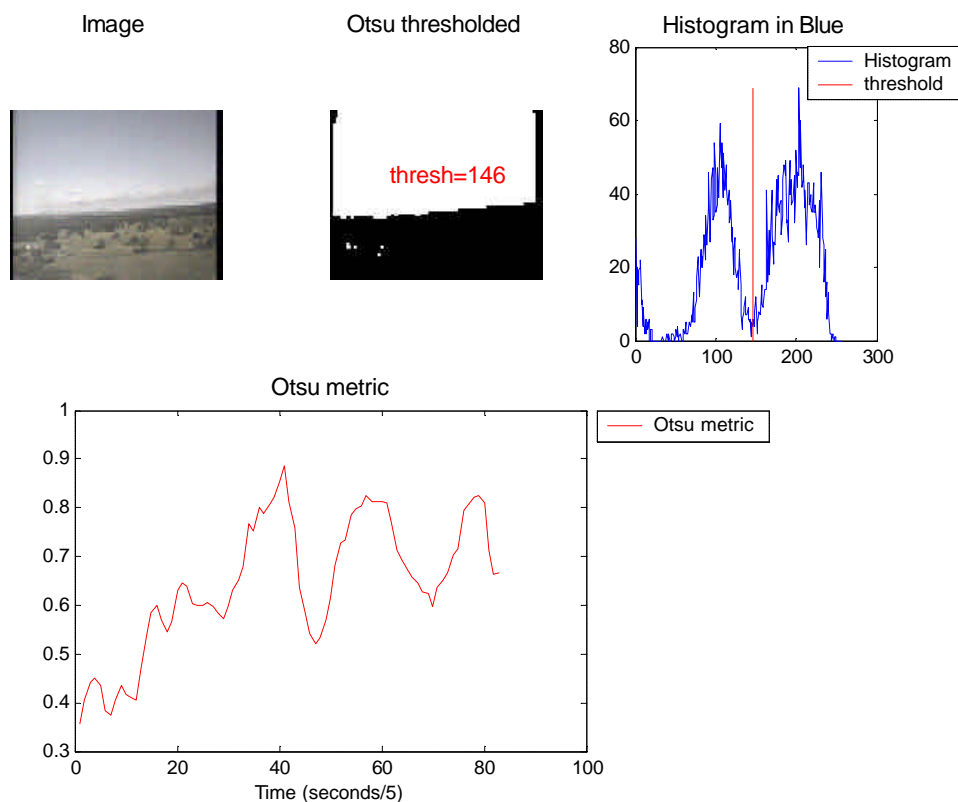 Image
Otsu thresholded
Histogram in Blue
thresh=146
Histogram
threshold
80
60
40
20
0
0 100 200 300
Otsu metric
Otsu metric
1
0.9
0.8
0.7
0.6
0.5
0.4
0.3
0 20 40 60 80 100
Time (seconds/5)